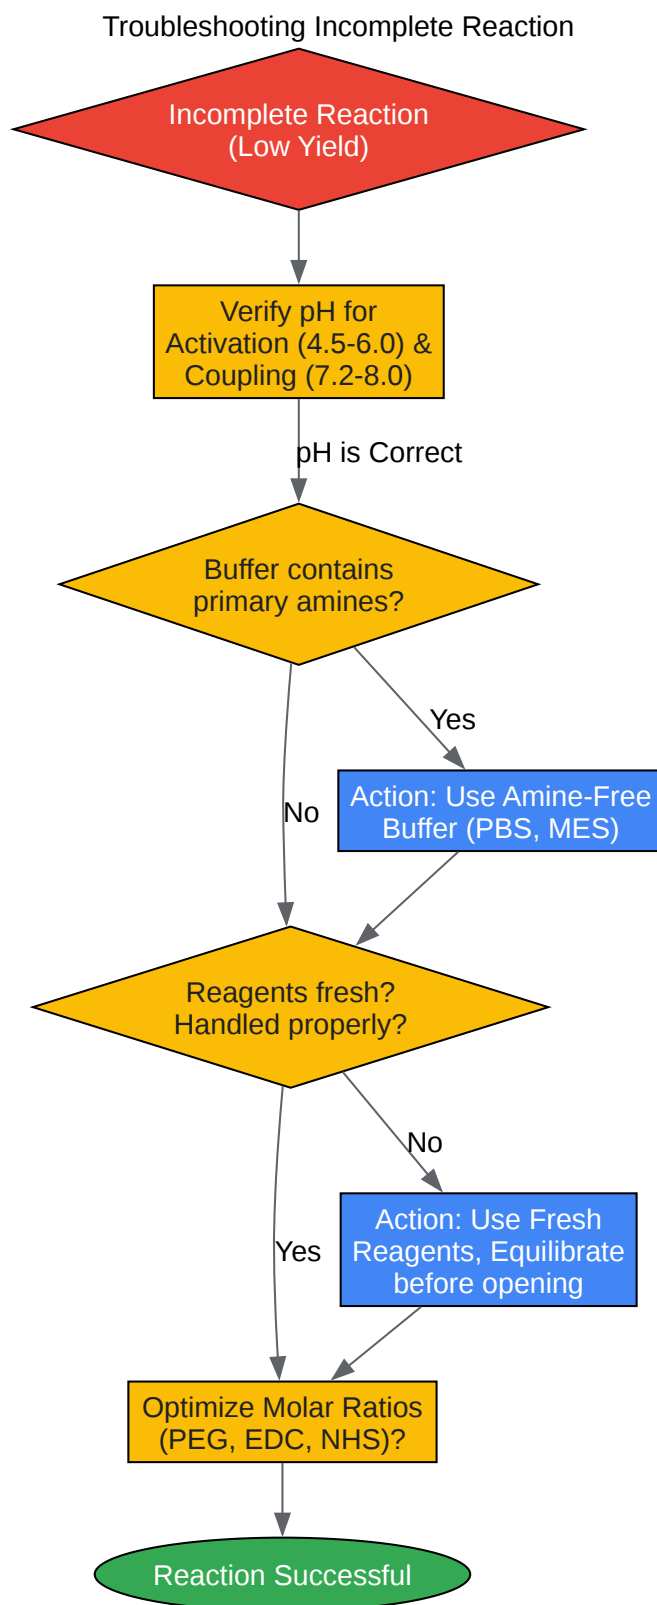 Troubleshooting Incomplete Reaction
Incomplete Reaction
(Low Yield)
Verify pH for
Activation (4.5-6.0) &
Coupling (7.2-8.0)
pH is Correct
Buffer contains
primary amines?
Yes
Action: Use Amine-Free
Buffer (PBS, MES)
No
Reagents fresh?
Handled properly?
No
Action: Use Fresh
Reagents, Equilibrate
before opening
Yes
Optimize Molar Ratios
(PEG, EDC, NHS)?
Reaction Successful